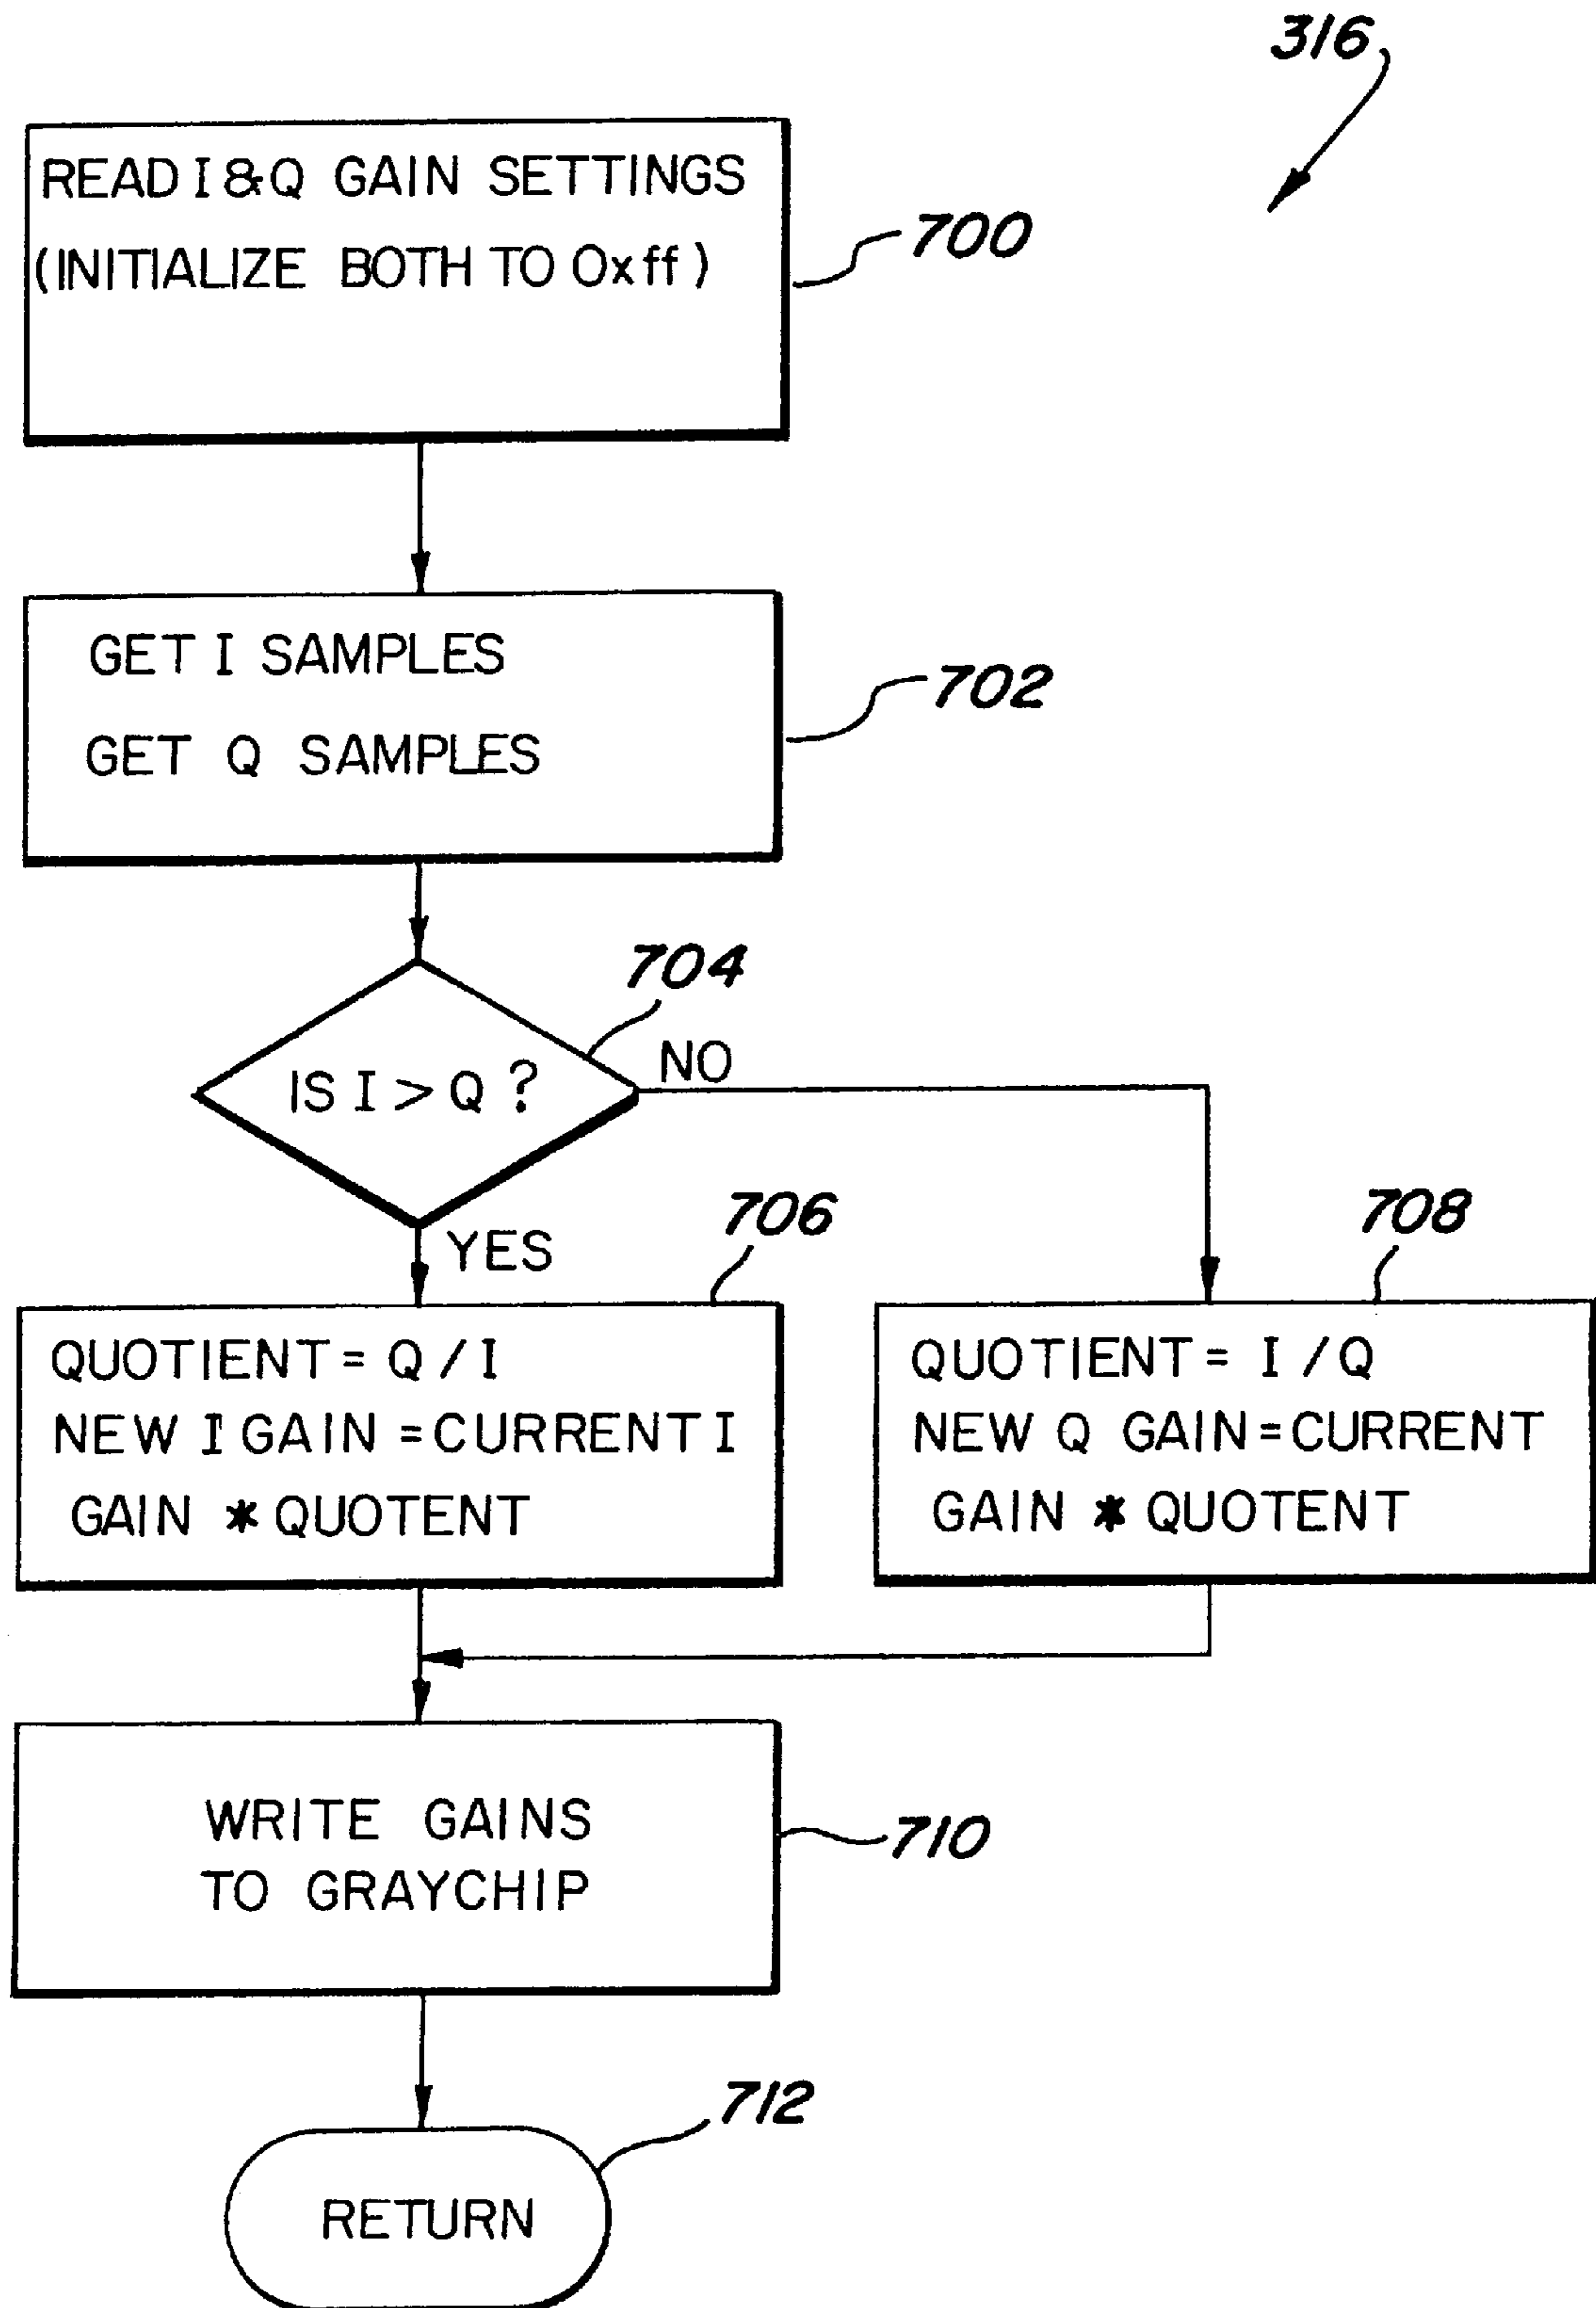 316
READ I & Q GAIN SETTINGS
(INITIALIZE BOTH TO 0xff)
700
GET I SAMPLES
GET Q SAMPLES
702
704
IS I > Q ?
NO
YES
706
QUOTIENT = Q / I
NEW I GAIN = CURRENT I
GAIN * QUOTENT
708
QUOTIENT = I / Q
NEW Q GAIN = CURRENT
GAIN * QUOTENT
WRITE GAINS
TO GRAYCHIP
710
712
RETURN